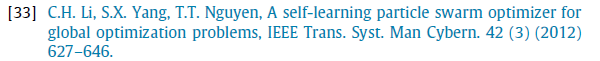 [33] C.H. Li, S.X. Yang, T.T. Nguyen, A self-learning particle swarm optimizer for
global optimization problems, IEEE Trans. Syst. Man Cybern. 42 (3) (2012)
627–646.